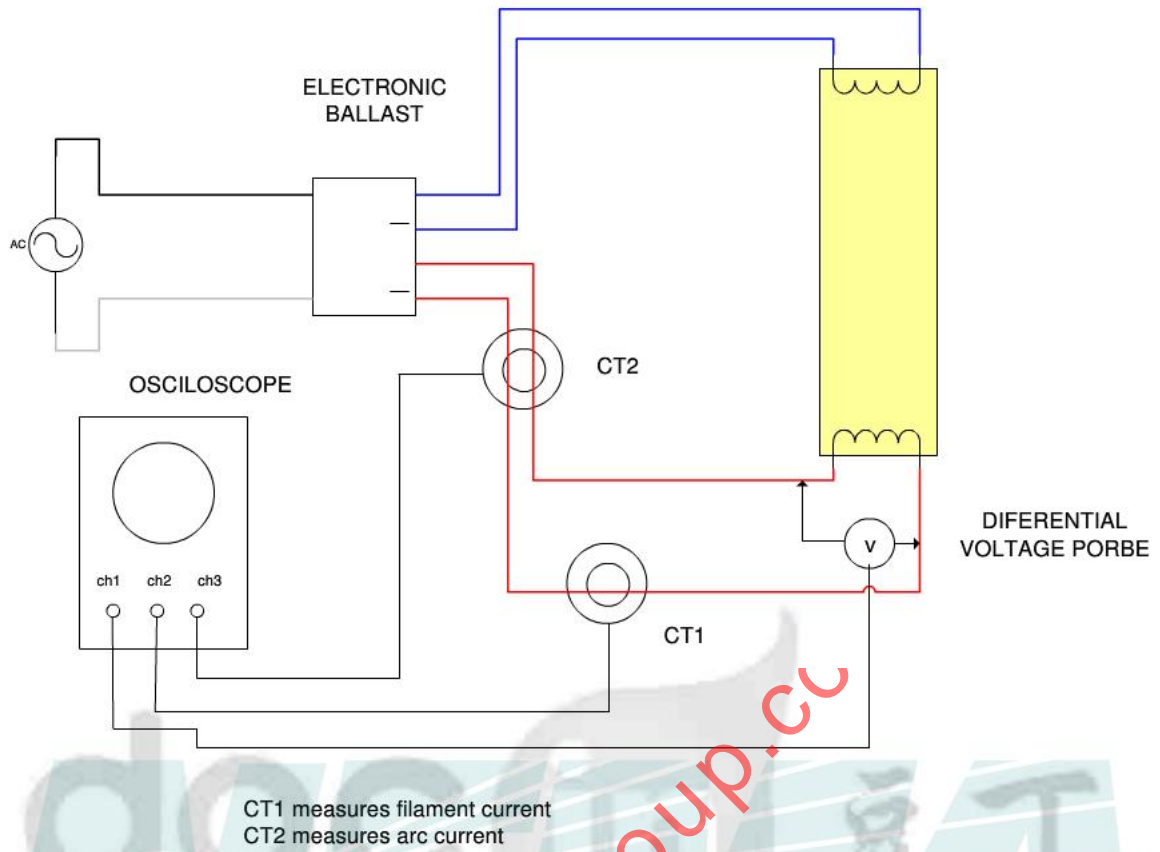 ELECTRONIC
BALLAST
AC
CT2
OSCILOSCOPE
DIFERENTIAL
VOLTAGE PORBE
V
ch1 ch2 ch3
CT1
CT1 measures filament current
CT2 measures arc current